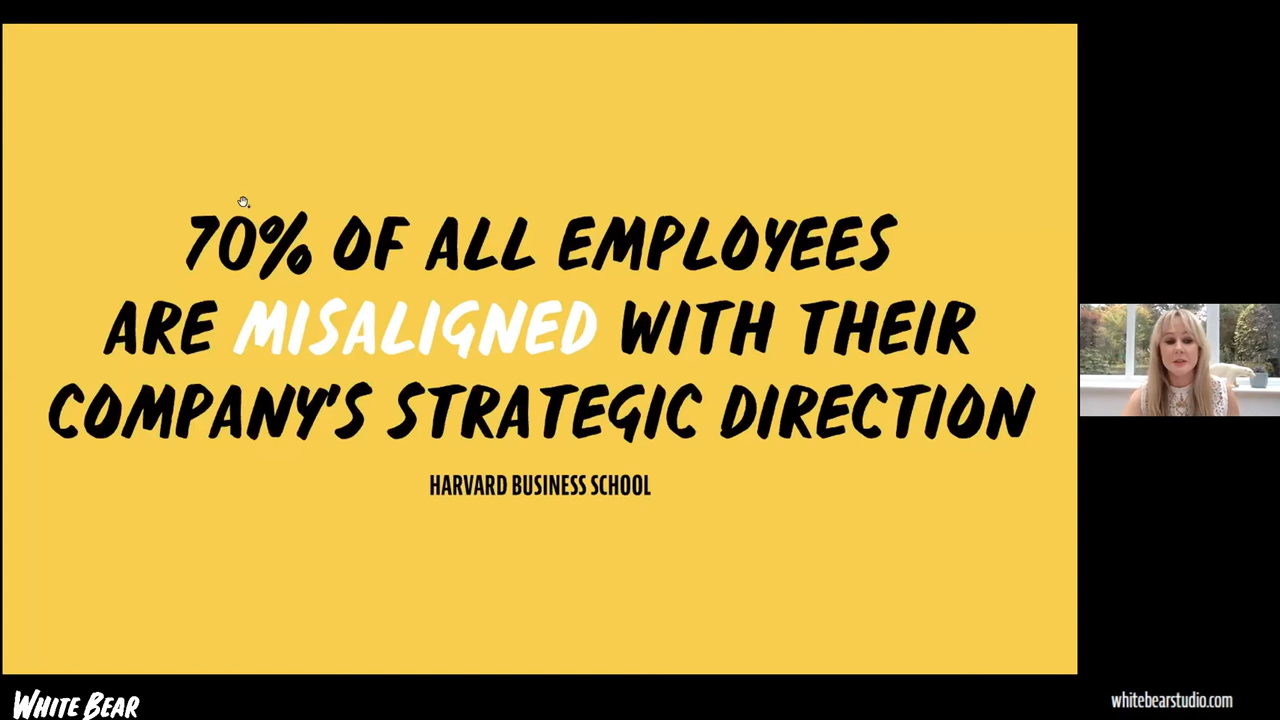 70% OF ALL EMPLOYEES
ARE MISALIGNED WITH THEIR
COMPANY'S STRATEGIC DIRECTION
HARVARD BUSINESS SCHOOL
WHITE BEAR
whitebearstudio.com